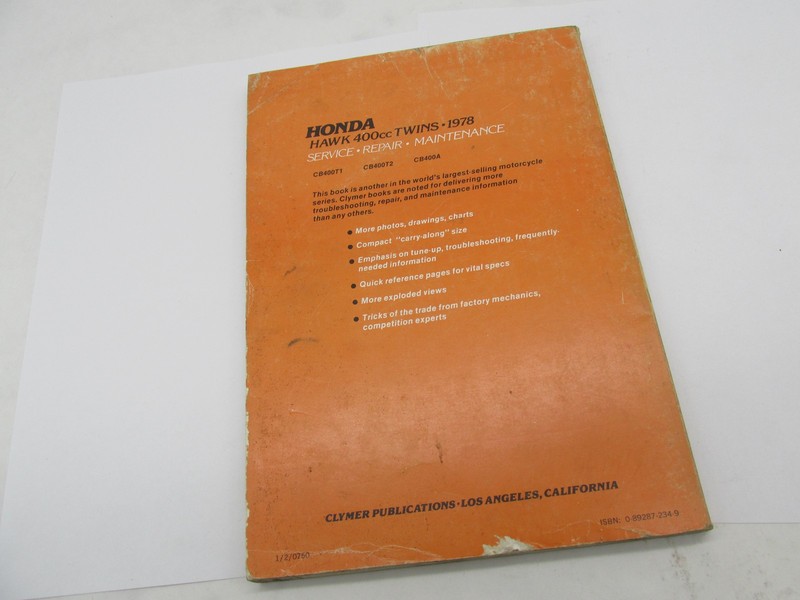 HONDA
HAWK 400cc TWINS • 1978
SERVICE • REPAIR • MAINTENANCE
CB400T1 CB400T2 CB400A
This book is another in the world's largest-selling motorcycle
series. Clymer books are noted for delivering more
troubleshooting, repair, and maintenance information
than any others.
● More photos, drawings, charts
● Compact "carry-along" size
● Emphasis on tune-up, troubleshooting, frequently-
needed information
● Quick reference pages for vital specs
● More exploded views
● Tricks of the trade from factory mechanics,
competition experts
CLYMER PUBLICATIONS • LOS ANGELES, CALIFORNIA
1/2/0760
ISBN: 0-89287-234-9